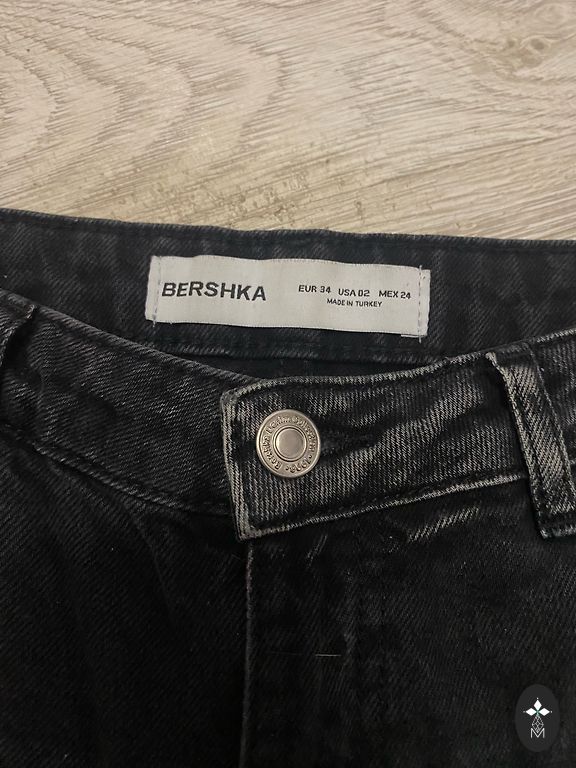 BERSHKA
EUR 34 USA 02 MEX 24
MADE IN TURKEY
M